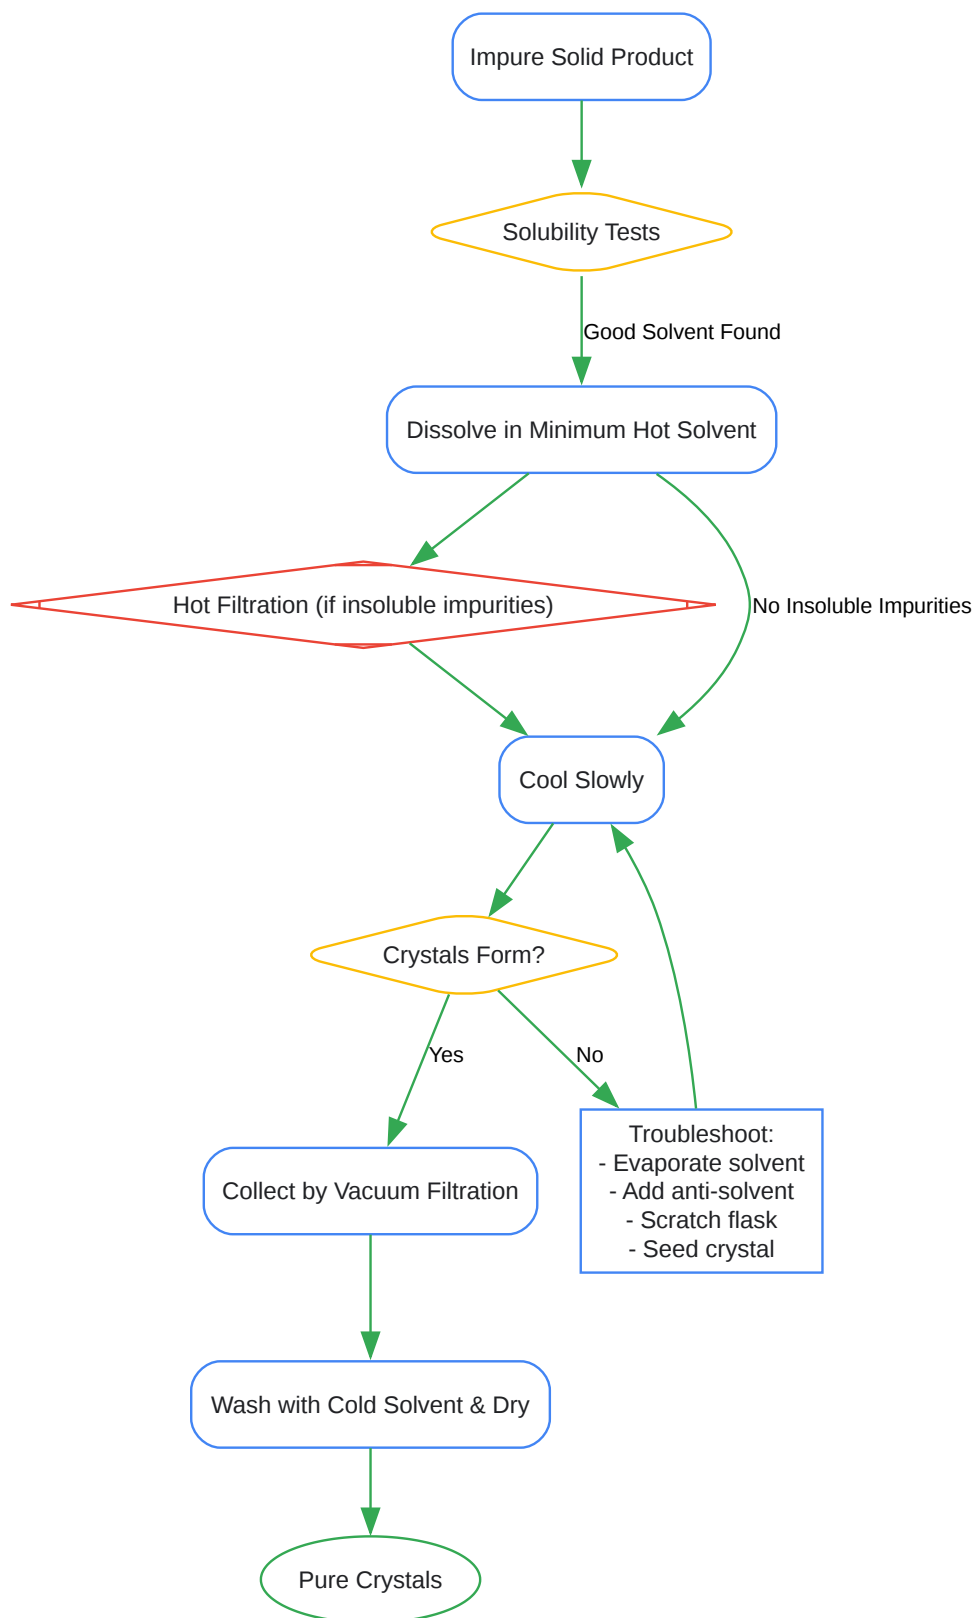 Impure Solid Product
Solubility Tests
Good Solvent Found
Dissolve in Minimum Hot Solvent
Hot Filtration (if insoluble impurities)
No Insoluble Impurities
Cool Slowly
Crystals Form?
Yes
No
Troubleshoot:
- Evaporate solvent
- Add anti-solvent
- Scratch flask
- Seed crystal
Collect by Vacuum Filtration
Wash with Cold Solvent & Dry
Pure Crystals